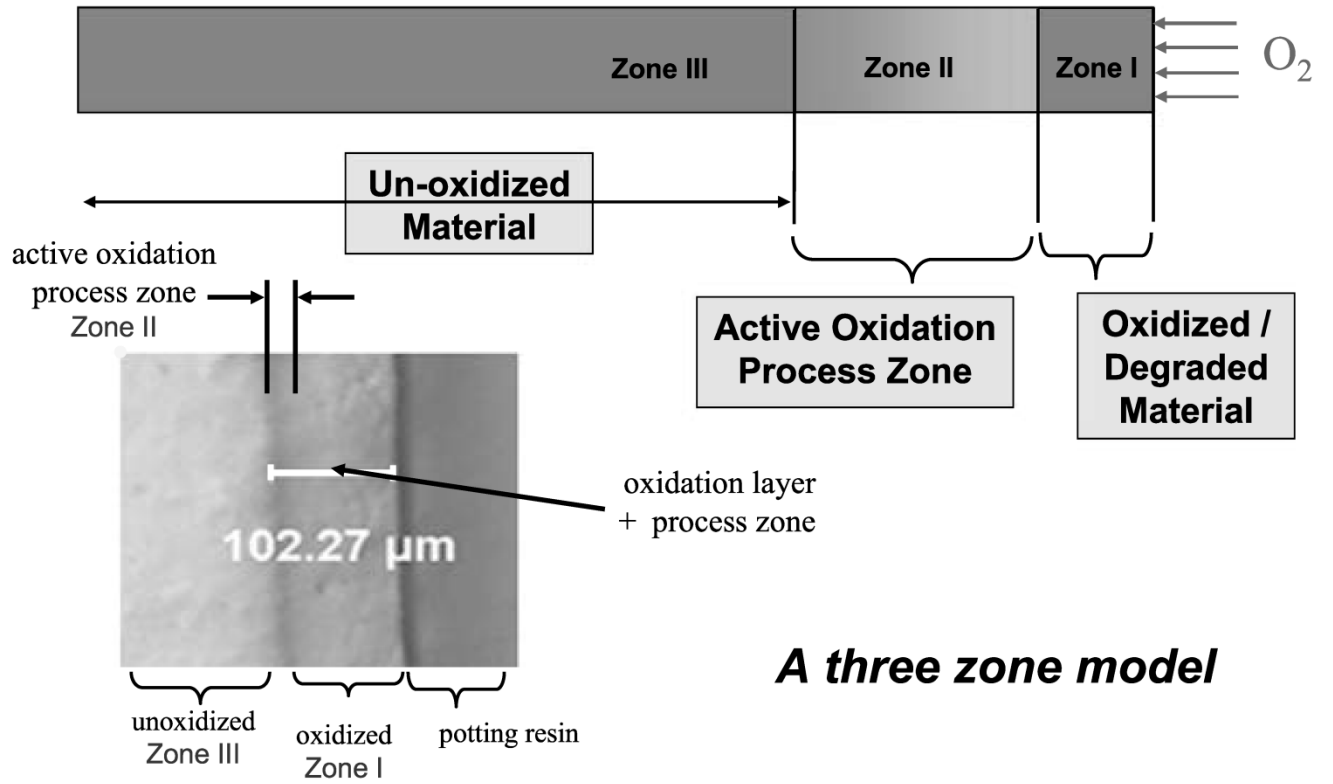 Zone III
Zone II
Zone I
O₂
Un-oxidized
Material
active oxidation
process zone
Zone II
Active Oxidation
Process Zone
Oxidized /
Degraded
Material
oxidation layer
+ process zone
102.27 µm
A three zone model
unoxidized
Zone III
oxidized
Zone I
potting resin